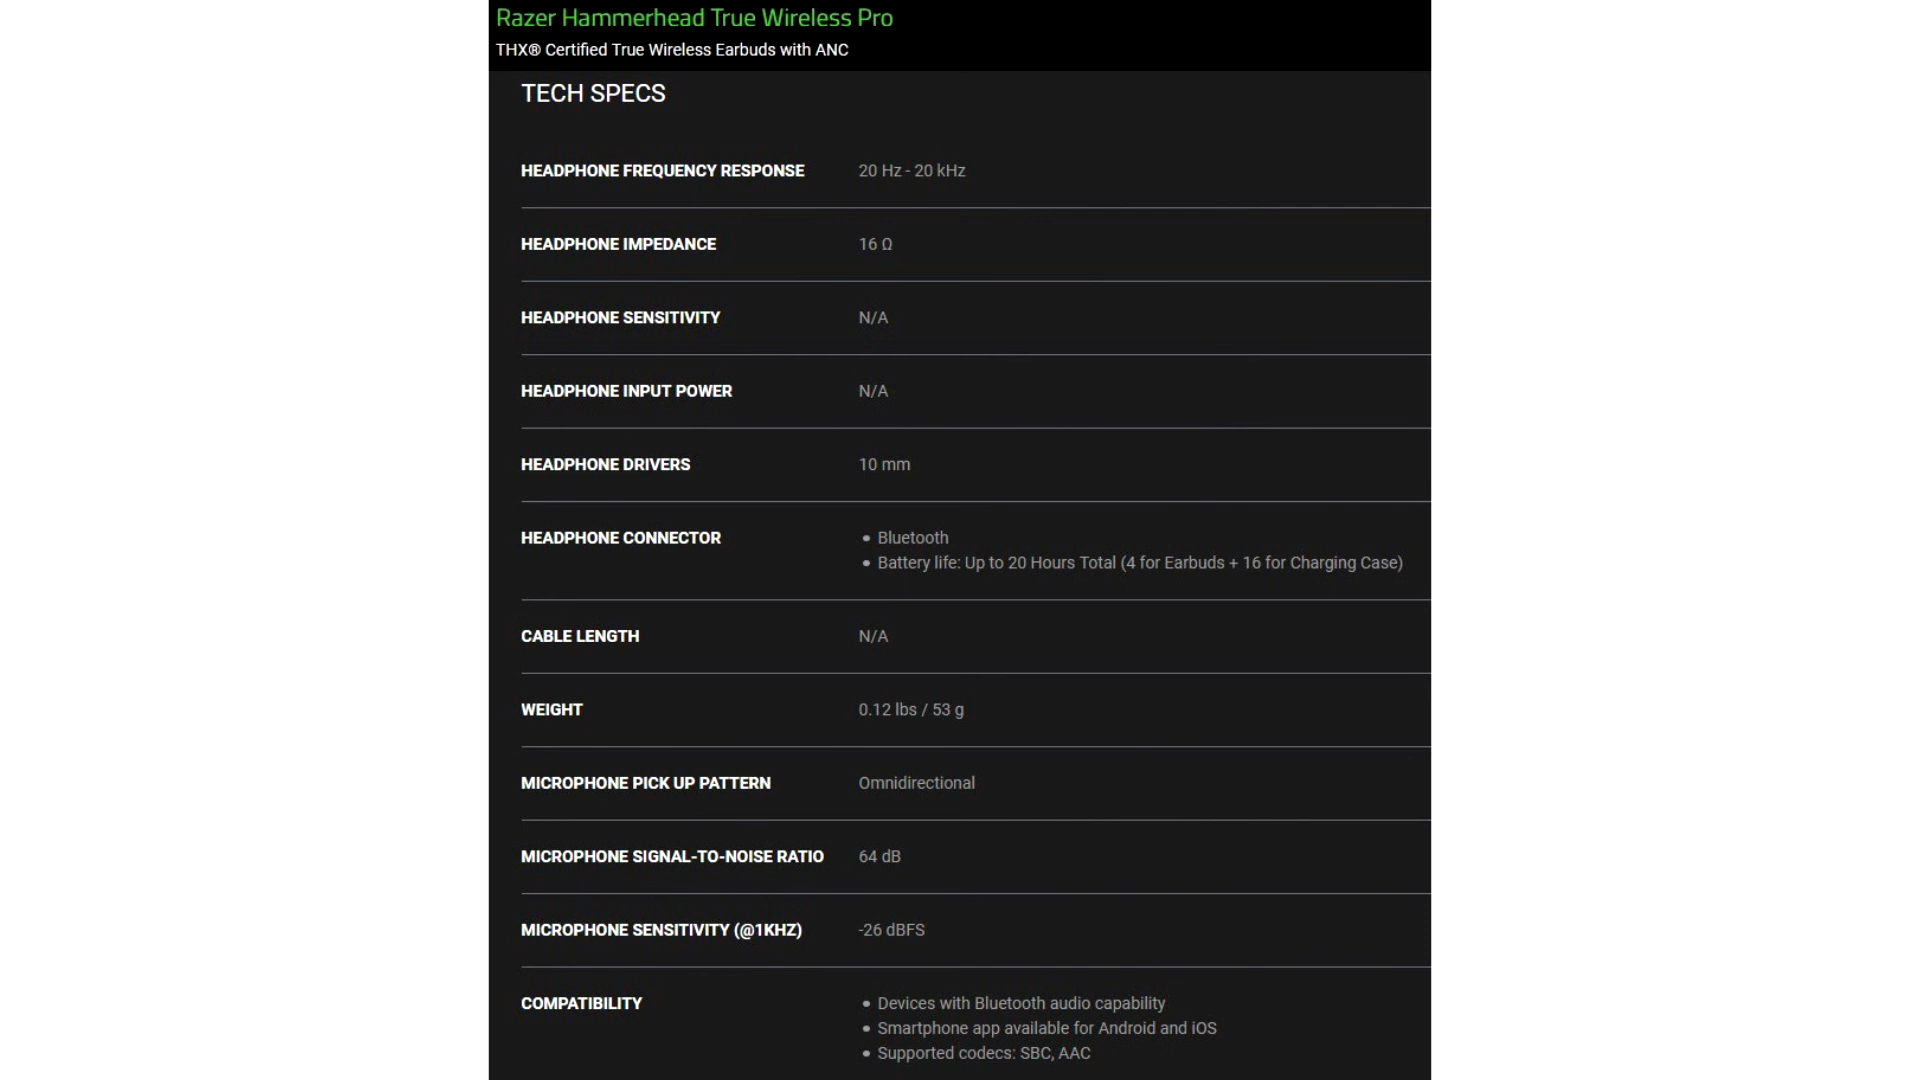 Razer Hammerhead True Wireless Pro
THX® Certified True Wireless Earbuds with ANC
TECH SPECS
HEADPHONE FREQUENCY RESPONSE 20 Hz - 20 kHz
HEADPHONE IMPEDANCE 16 Ω
HEADPHONE SENSITIVITY N/A
HEADPHONE INPUT POWER N/A
HEADPHONE DRIVERS 10 mm
HEADPHONE CONNECTOR • Bluetooth
• Battery life: Up to 20 Hours Total (4 for Earbuds + 16 for Charging Case)
CABLE LENGTH N/A
WEIGHT 0.12 lbs / 53 g
MICROPHONE PICK UP PATTERN Omnidirectional
MICROPHONE SIGNAL-TO-NOISE RATIO 64 dB
MICROPHONE SENSITIVITY (@1KHZ) -26 dBFS
COMPATIBILITY • Devices with Bluetooth audio capability
• Smartphone app available for Android and iOS
• Supported codecs: SBC, AAC